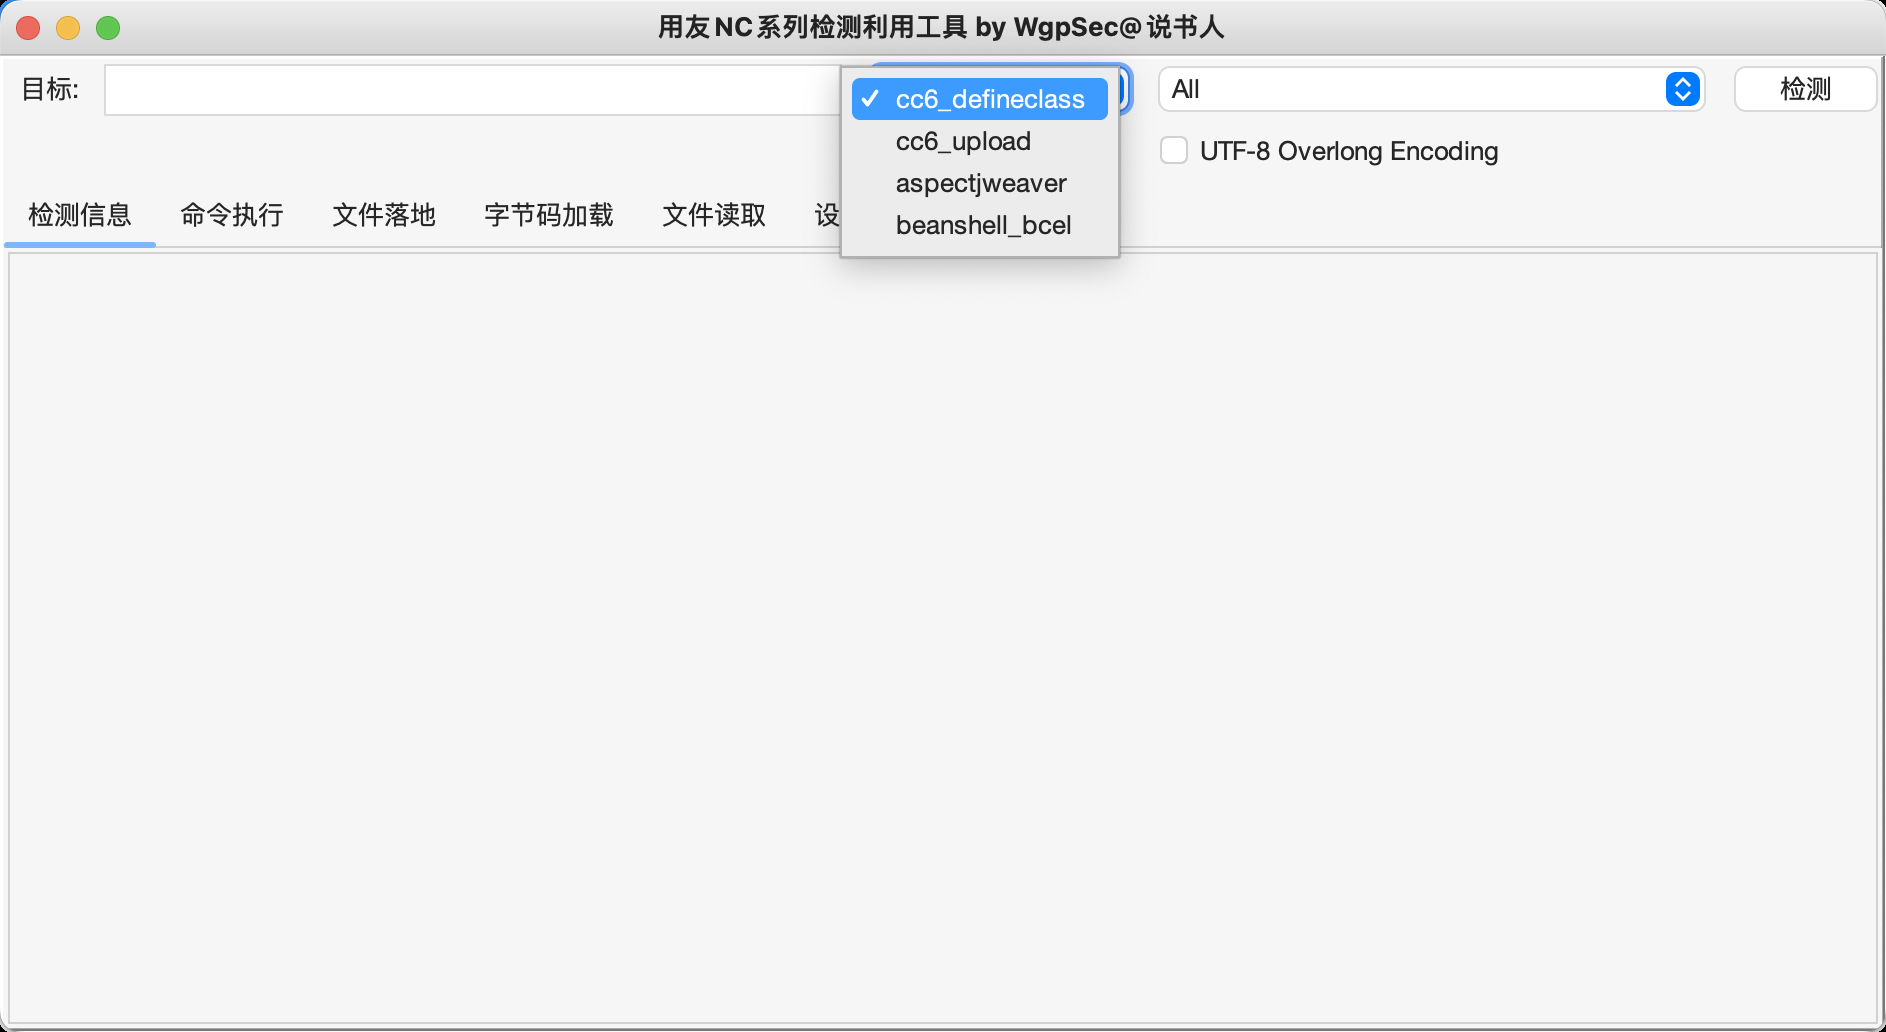 用友NC系列检测利用工具 by WgpSec@说书人
目标:
cc6_defineclass
cc6_upload
aspectjweaver
beanshell_bcel
All
检测
UTF-8 Overlong Encoding
检测信息 命令执行 文件落地 字节码加载 文件读取 设